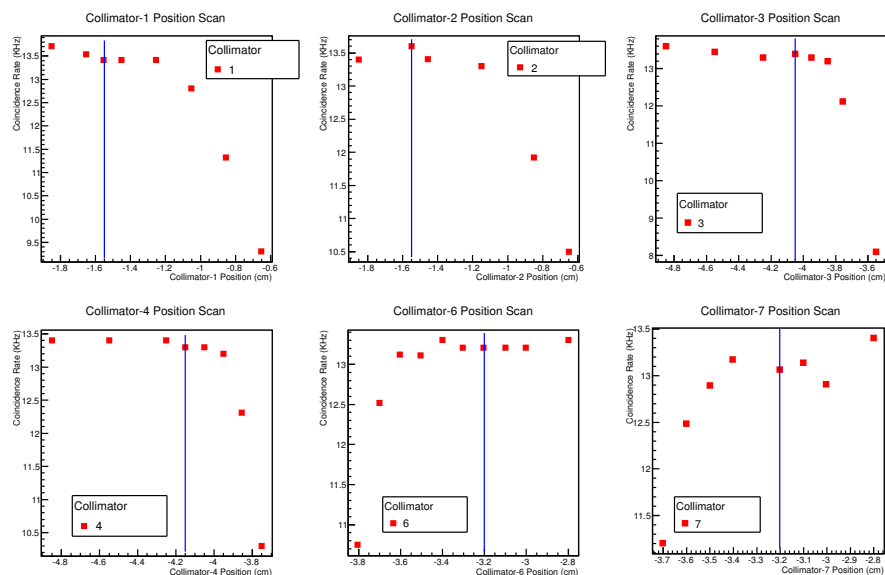 Collimator-1 Position Scan
Coincidence Rate (KHz)
13.5
13
12.5
12
11.5
11
10.5
10
9.5
-1.8 -1.6 -1.4 -1.2 -1 -0.8 -0.6
Collimator-1 Position (cm)
Collimator
1
Collimator-2 Position Scan
Coincidence Rate (KHz)
13.5
13
12.5
12
11.5
11
10.5
-1.8 -1.6 -1.4 -1.2 -1 -0.8 -0.6
Collimator-2 Position (cm)
Collimator
2
Collimator-3 Position Scan
Coincidence Rate (KHz)
13
12
11
10
9
8
-4.8 -4.6 -4.4 -4.2 -4 -3.8 -3.6
Collimator-3 Position (cm)
Collimator
3
Collimator-4 Position Scan
Coincidence Rate (KHz)
13.5
13
12.5
12
11.5
11
10.5
-4.8 -4.6 -4.4 -4.2 -4 -3.8
Collimator-4 Position (cm)
Collimator
4
Collimator-6 Position Scan
Coincidence Rate (KHz)
13
12.5
12
11.5
11
-3.8 -3.6 -3.4 -3.2 -3 -2.8
Collimator-6 Position (cm)
Collimator
6
Collimator-7 Position Scan
Coincidence Rate (KHz)
13.5
13
12.5
12
11.5
-3.7 -3.6 -3.5 -3.4 -3.3 -3.2 -3.1 -3 -2.9 -2.8
Collimator-7 Position (cm)
Collimator
7